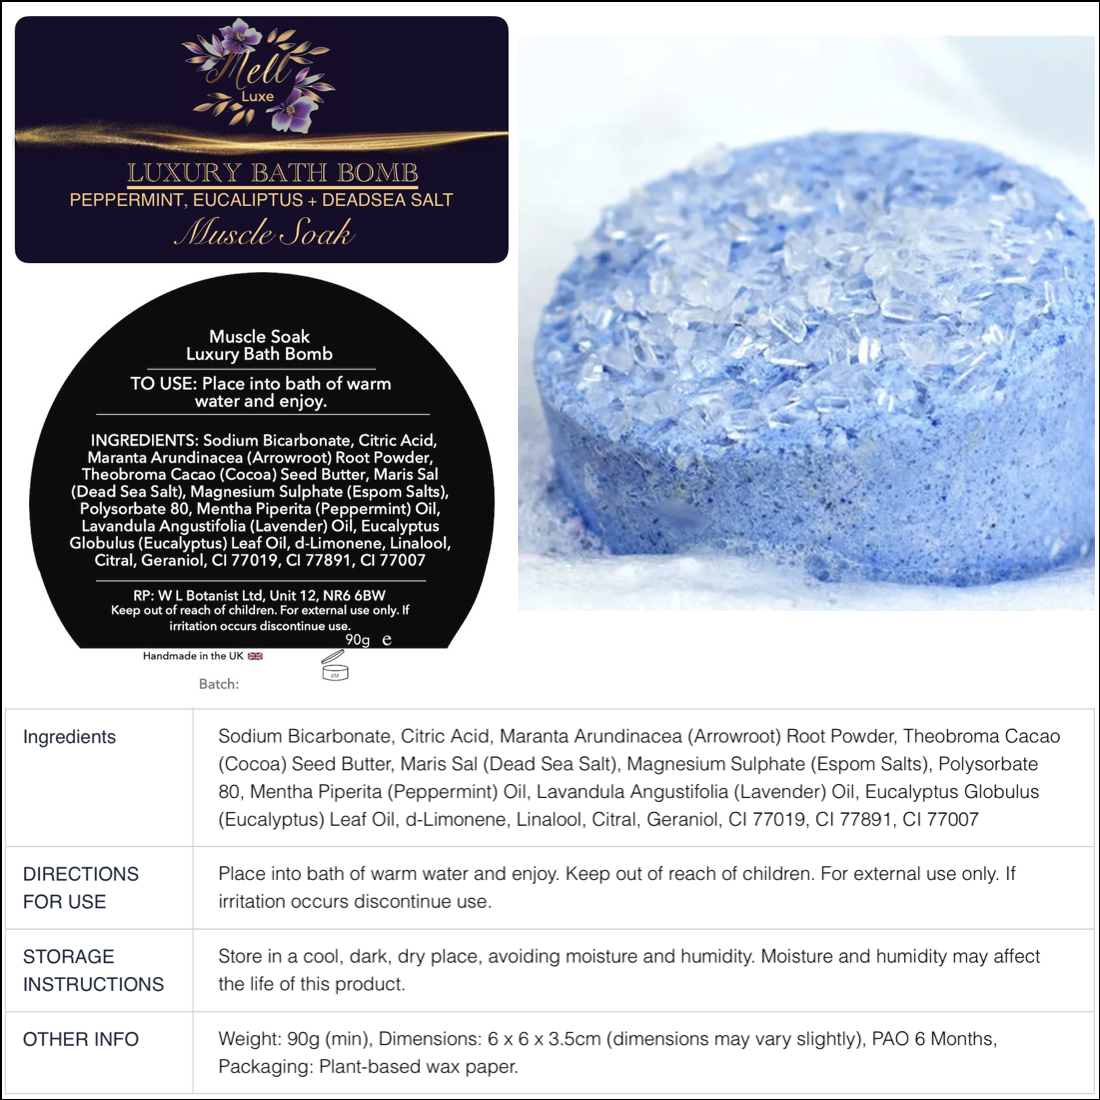 Mell
Luxe
LUXURY BATH BOMB
PEPPERMINT, EUCALIPTUS + DEADSEA SALT
Muscle Soak
Muscle Soak
Luxury Bath Bomb
TO USE: Place into bath of warm
water and enjoy.
INGREDIENTS: Sodium Bicarbonate, Citric Acid,
Maranta Arundinacea (Arrowroot) Root Powder,
Theobroma Cacao (Cocoa) Seed Butter, Maris Sal
(Dead Sea Salt), Magnesium Sulphate (Espom Salts),
Polysorbate 80, Mentha Piperita (Peppermint) Oil,
Lavandula Angustifolia (Lavender) Oil, Eucalyptus
Globulus (Eucalyptus) Leaf Oil, d-Limonene, Linalool,
Citral, Geraniol, CI 77019, CI 77891, CI 77007
RP: W L Botanist Ltd, Unit 12, NR6 6BW
Keep out of reach of children. For external use only. If
irritation occurs discontinue use.
90g e
Handmade in the UK
6M
Batch:
Ingredients
Sodium Bicarbonate, Citric Acid, Maranta Arundinacea (Arrowroot) Root Powder, Theobroma Cacao
(Cocoa) Seed Butter, Maris Sal (Dead Sea Salt), Magnesium Sulphate (Espom Salts), Polysorbate
80, Mentha Piperita (Peppermint) Oil, Lavandula Angustifolia (Lavender) Oil, Eucalyptus Globulus
(Eucalyptus) Leaf Oil, d-Limonene, Linalool, Citral, Geraniol, CI 77019, CI 77891, CI 77007
DIRECTIONS
FOR USE
Place into bath of warm water and enjoy. Keep out of reach of children. For external use only. If
irritation occurs discontinue use.
STORAGE
INSTRUCTIONS
Store in a cool, dark, dry place, avoiding moisture and humidity. Moisture and humidity may affect
the life of this product.
OTHER INFO
Weight: 90g (min), Dimensions: 6 x 6 x 3.5cm (dimensions may vary slightly), PAO 6 Months,
Packaging: Plant-based wax paper.